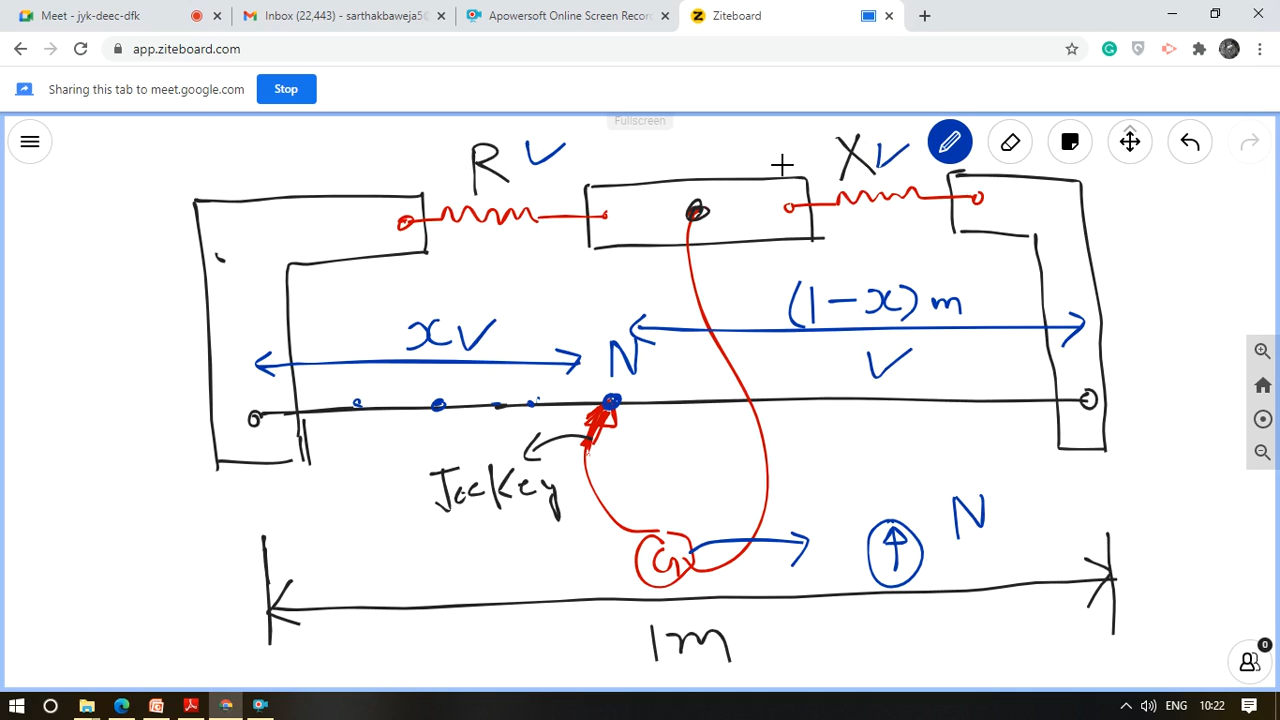 Meet - jyk-deec-dfk
Inbox (22,443) - sarthakbaweja5
Apowersoft Online Screen Recor
Ziteboard
app.ziteboard.com
Sharing this tab to meet.google.com
Stop
Fullscreen
R
X
(1-x) m
x
N
Jockey
G
N
1m
0
ENG
10:22